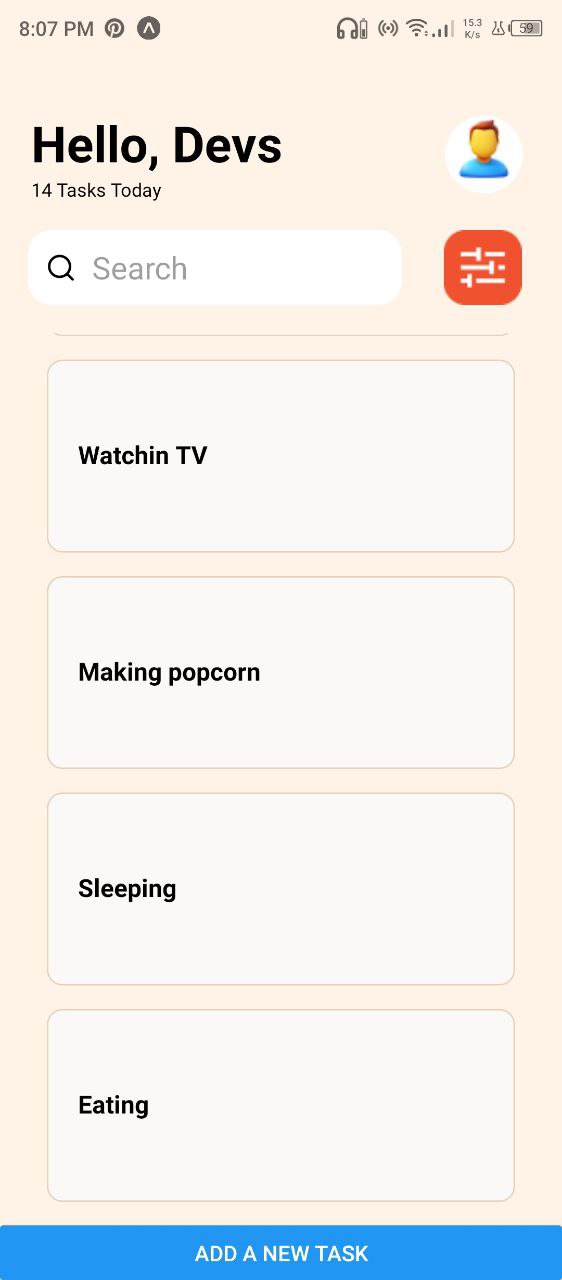 8:07 PM
15.3
K/s
59
Hello, Devs
14 Tasks Today
Search
Watchin TV
Making popcorn
Sleeping
Eating
ADD A NEW TASK